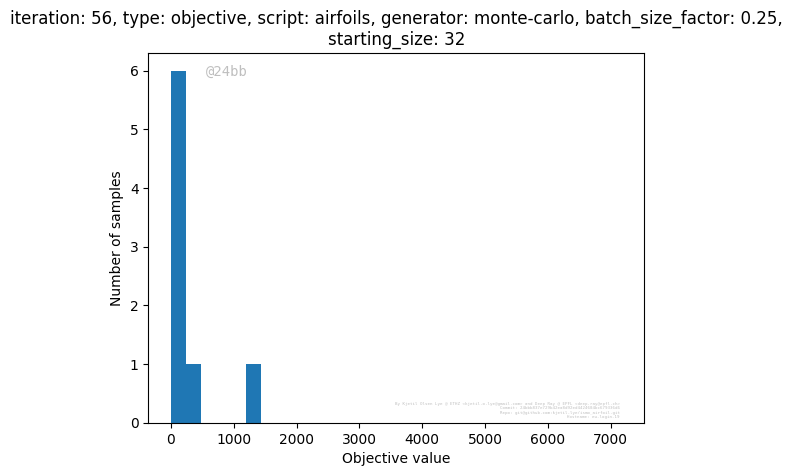 iteration: 56, type: objective, script: airfoils, generator: monte-carlo, batch_size_factor: 0.25,
starting_size: 32
@24bb
6
5
4
3
2
1
0
Number of samples
0 1000 2000 3000 4000 5000 6000 7000
Objective value